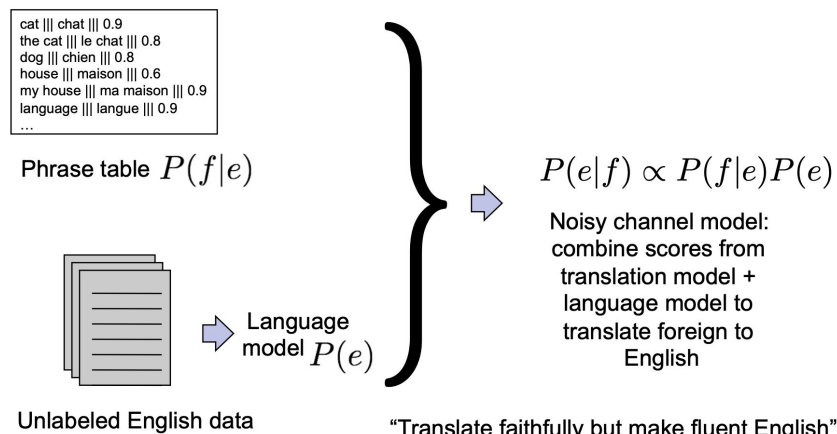 cat ||| chat ||| 0.9
the cat ||| le chat ||| 0.8
dog ||| chien ||| 0.8
house ||| maison ||| 0.6
my house ||| ma maison ||| 0.9
language ||| langue ||| 0.9
…
Phrase table P(f|e)
Unlabeled English data
Language
model P(e)
P(e|f) ∝ P(f|e)P(e)
Noisy channel model:
combine scores from
translation model +
language model to
translate foreign to
English
“Translate faithfully but make fluent English”